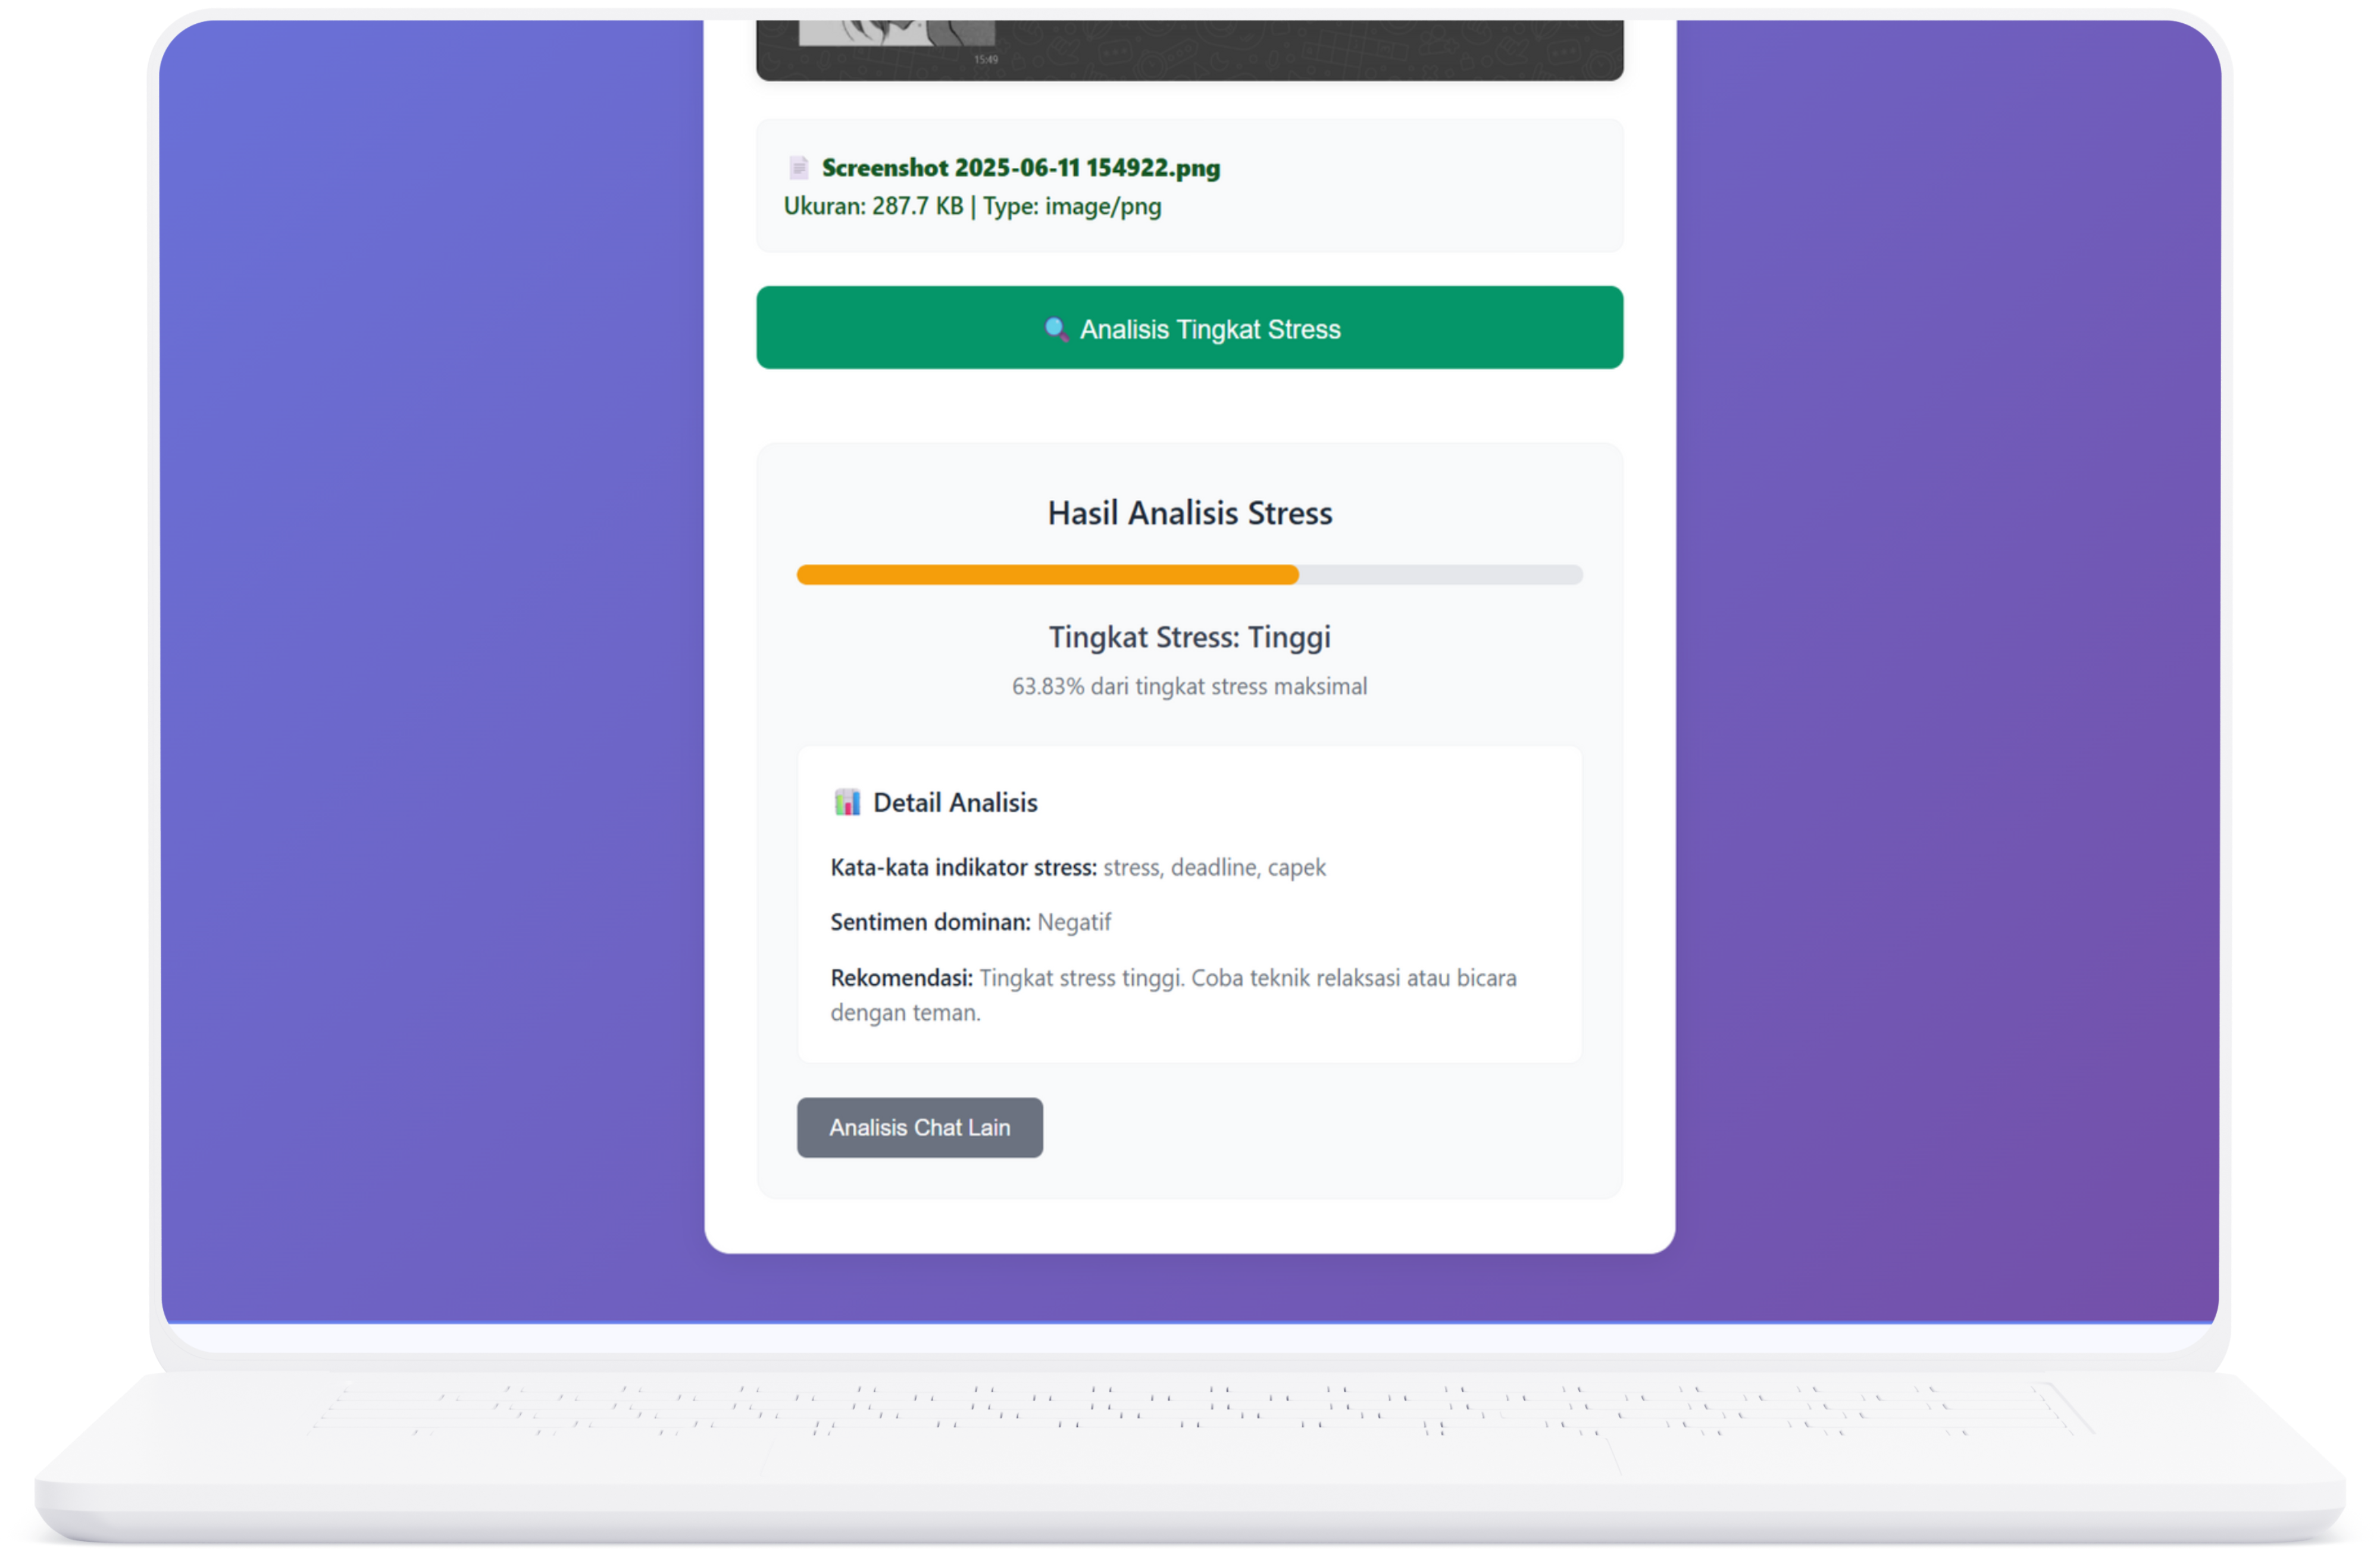 15:49
Screenshot 2025-06-11 154922.png
Ukuran: 287.7 KB | Type: image/png
Analisis Tingkat Stress
Hasil Analisis Stress
Tingkat Stress: Tinggi
63.83% dari tingkat stress maksimal
Detail Analisis
Kata-kata indikator stress: stress, deadline, capek
Sentimen dominan: Negatif
Rekomendasi: Tingkat stress tinggi. Coba teknik relaksasi atau bicara
dengan teman.
Analisis Chat Lain